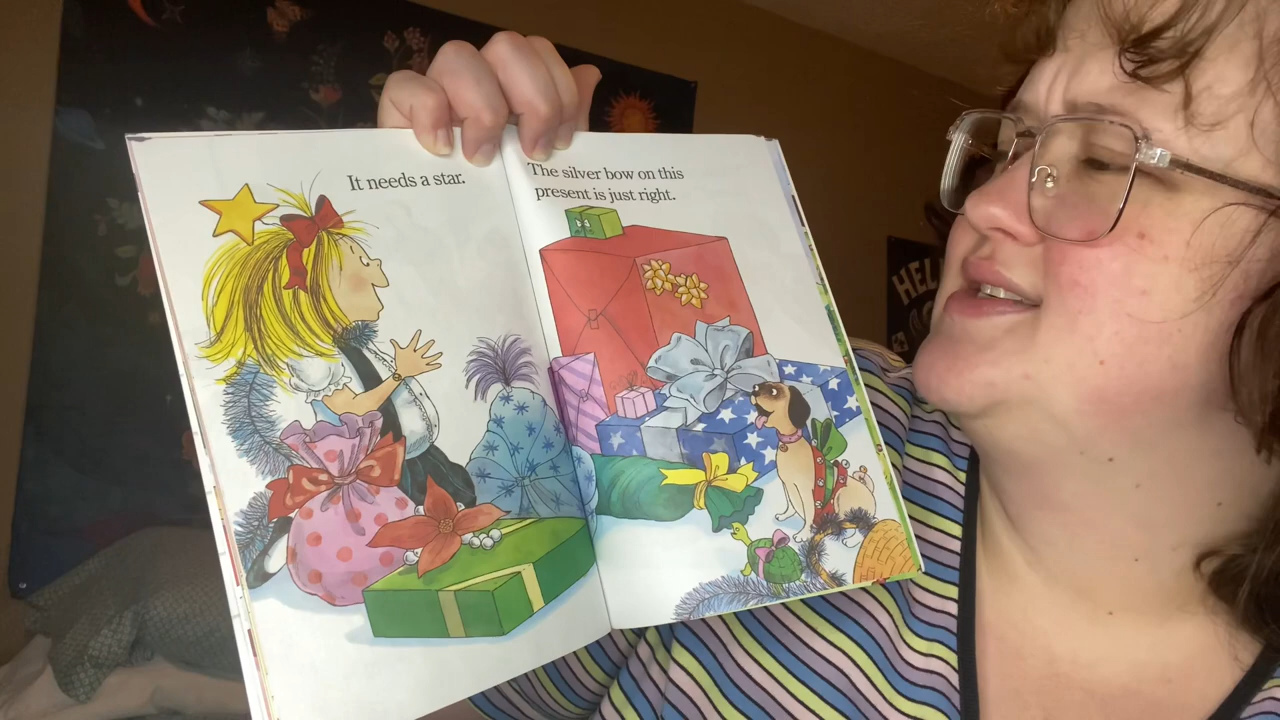 It needs a star.
The silver bow on this
present is just right.